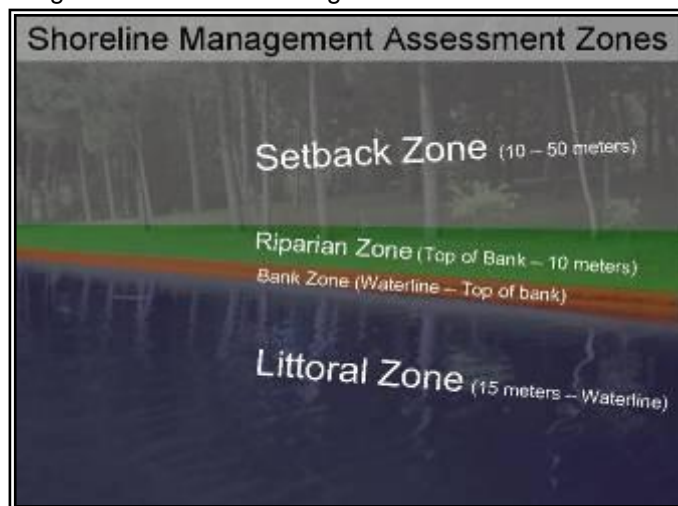 Shoreline Management Assessment Zones
Setback Zone (10 – 50 meters)
Riparian Zone (Top of Bank – 10 meters)
Bank Zone (Waterline – Top of bank)
Littoral Zone (15 meters – Waterline)